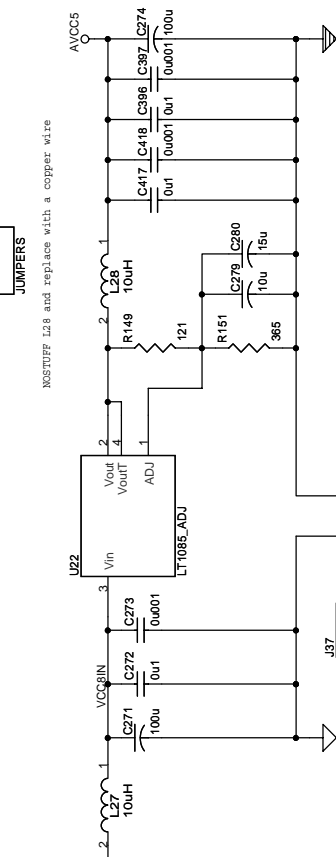 JUMPERS
NOSTUFF L28 and replace with a copper wire
AVCC5
C274
100u
C397
0u001
C396
0u1
C418
0u001
C417
0u1
1
L28
10uH
2
C280
15u
C279
10u
R149
121
R151
365
2
4
1
Vout
VoutT
ADJ
U22
Vin
LT1085_ADJ
3
VCC8IN
C273
0u001
C272
0u1
C271
100u
J37
1
L27
10uH
2